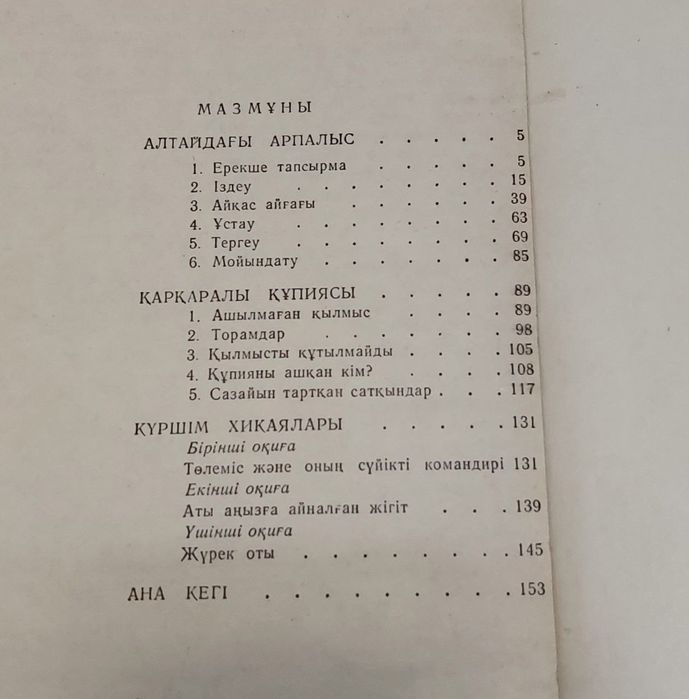 МАЗМҰНЫ
АЛТАЙДАҒЫ АРПАЛЫС . . . . . 5
1. Ерекше тапсырма . . . . . 5
2. Іздеу . . . . . . . . 15
3. Айқас айғағы . . . . . . 39
4. Ұстау . . . . . . . . 63
5. Тергеу . . . . . . . . 69
6. Мойындату . . . . . . . 85
ҚАРҚАРАЛЫ ҚҰПИЯСЫ . . . . . 89
1. Ашылмаған қылмыс . . . . 89
2. Торамдар . . . . . . . 98
3. Қылмысты құтылмайды . . . . 105
4. Құпияны ашқан кім? . . . . 108
5. Сазайын тартқан сатқындар . . . 117
КҮРШІМ ХИКАЯЛАРЫ . . . . . 131
Бірінші оқиға
Төлеміс және оның сүйікті командирі 131
Екінші оқиға
Аты аңызға айналған жігіт . . . 139
Үшінші оқиға
Жүрек оты . . . . . . . . 145
АНА КЕГІ . . . . . . . . . 153